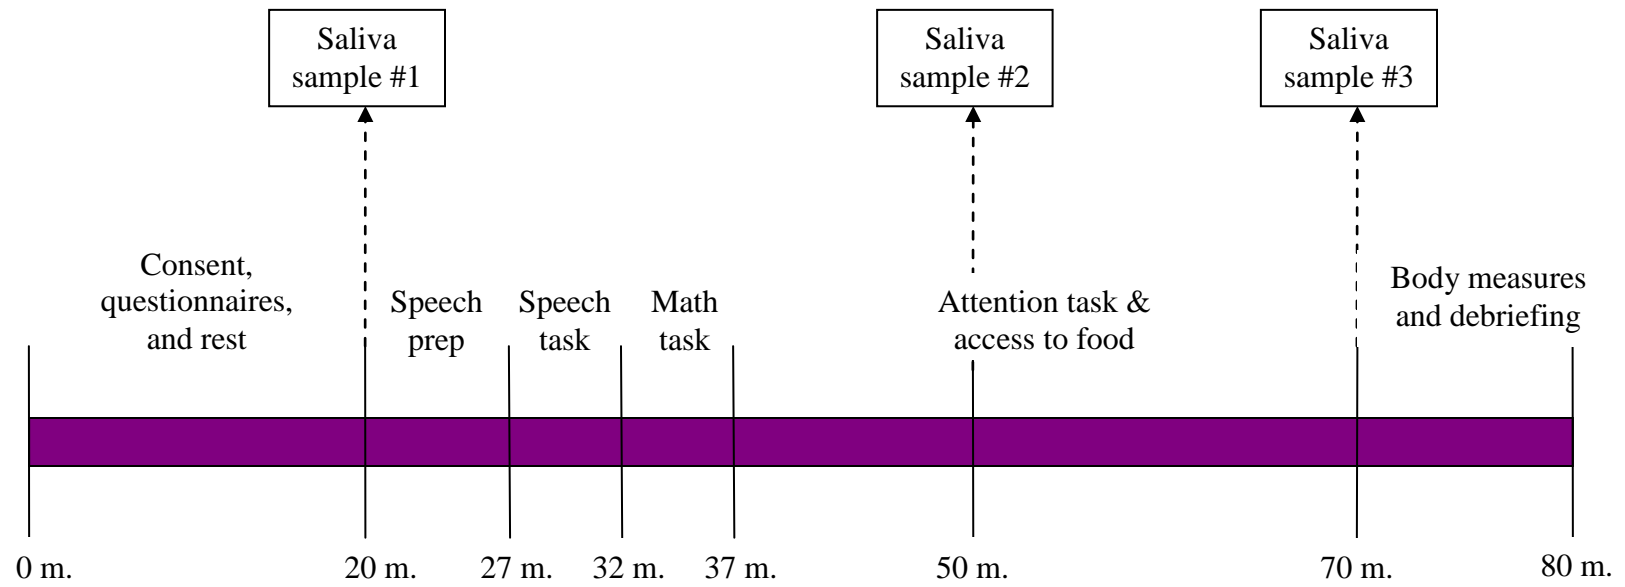 Saliva
sample #1
Saliva
sample #2
Saliva
sample #3
Consent,
questionnaires,
and rest
Speech
prep
Speech
task
Math
task
Attention task &
access to food
Body measures
and debriefing
0 m.
20 m.
27 m.
32 m.
37 m.
50 m.
70 m.
80 m.